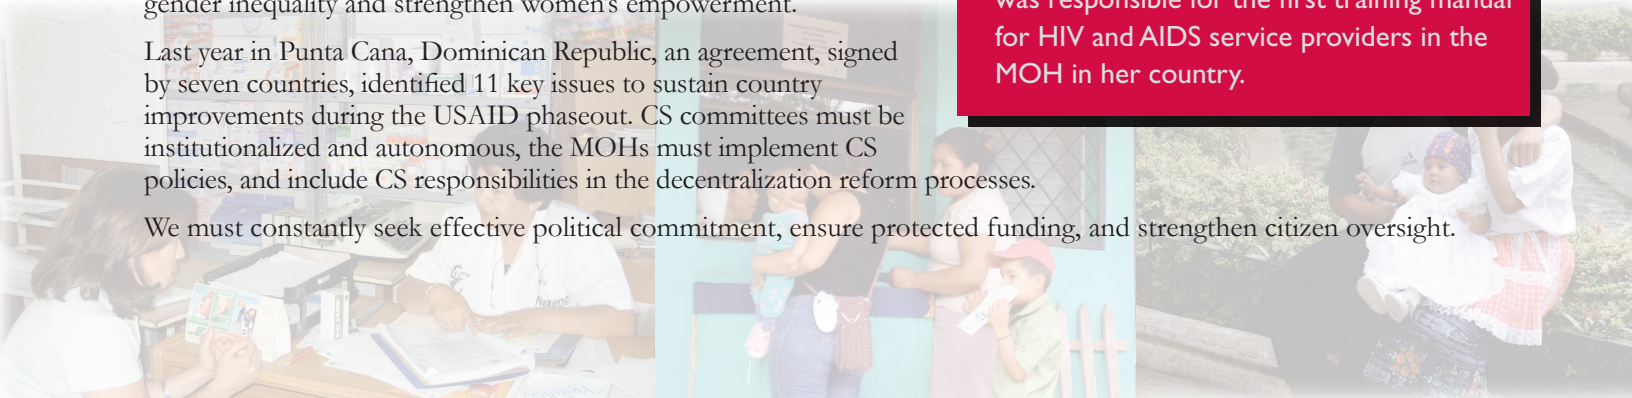 gender inequality and strengthen women's empowerment.
Last year in Punta Cana, Dominican Republic, an agreement, signed
by seven countries, identified 11 key issues to sustain country
improvements during the USAID phaseout. CS committees must be
institutionalized and autonomous, the MOHs must implement CS
policies, and include CS responsibilities in the decentralization reform processes.
We must constantly seek effective political commitment, ensure protected funding, and strengthen citizen oversight.
was responsible for the first training manual
for HIV and AIDS service providers in the
MOH in her country.